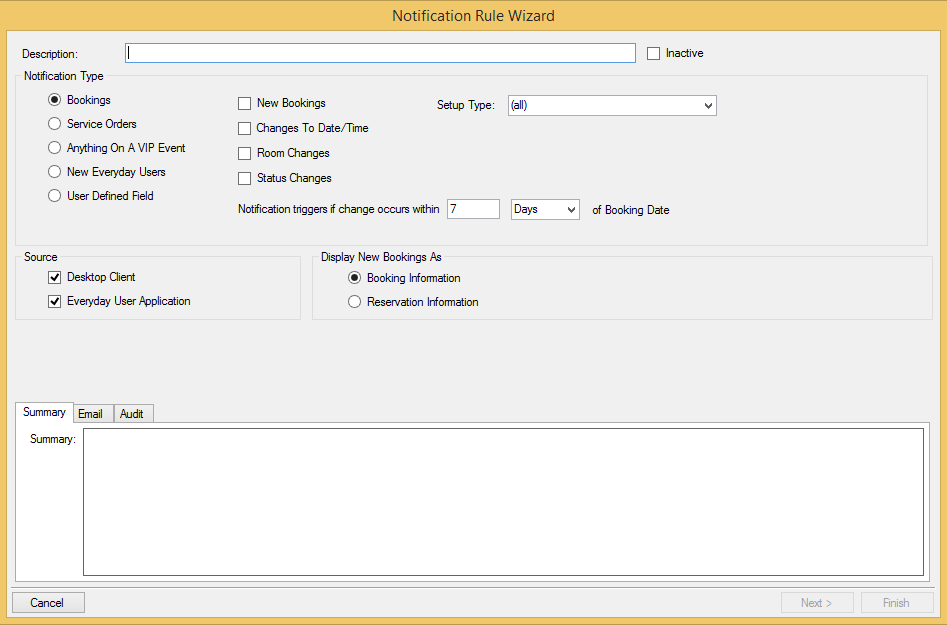 Notification Rule Wizard
Description:
Inactive
Notification Type
Bookings
New Bookings
Setup Type: (all)
Service Orders
Changes To Date/Time
Anything On A VIP Event
Room Changes
New Everyday Users
Status Changes
User Defined Field
Notification triggers if change occurs within 7 Days of Booking Date
Source
Display New Bookings As
Desktop Client
Booking Information
Everyday User Application
Reservation Information
Summary Email Audit
Summary:
Cancel
Next >
Finish